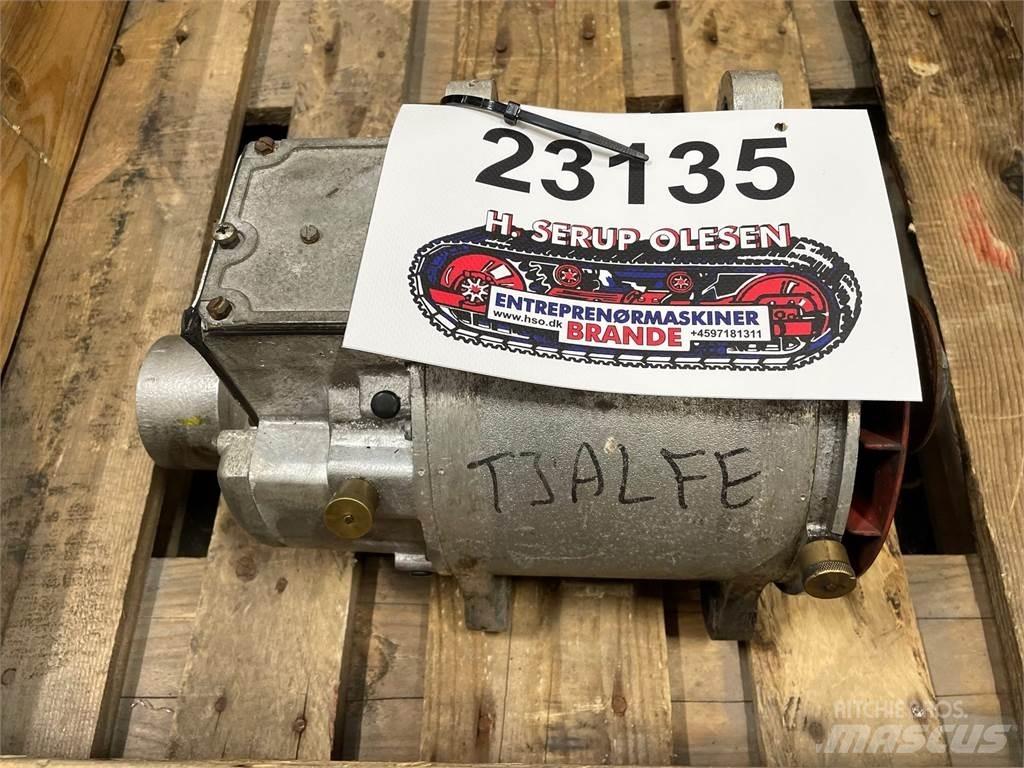 23135
H. SERUP OLESEN
ENTREPRENØRMASKINER
www.hso.dk BRANDE +4597181311
TJALFE
RITCHIE BROS.
MASCUS